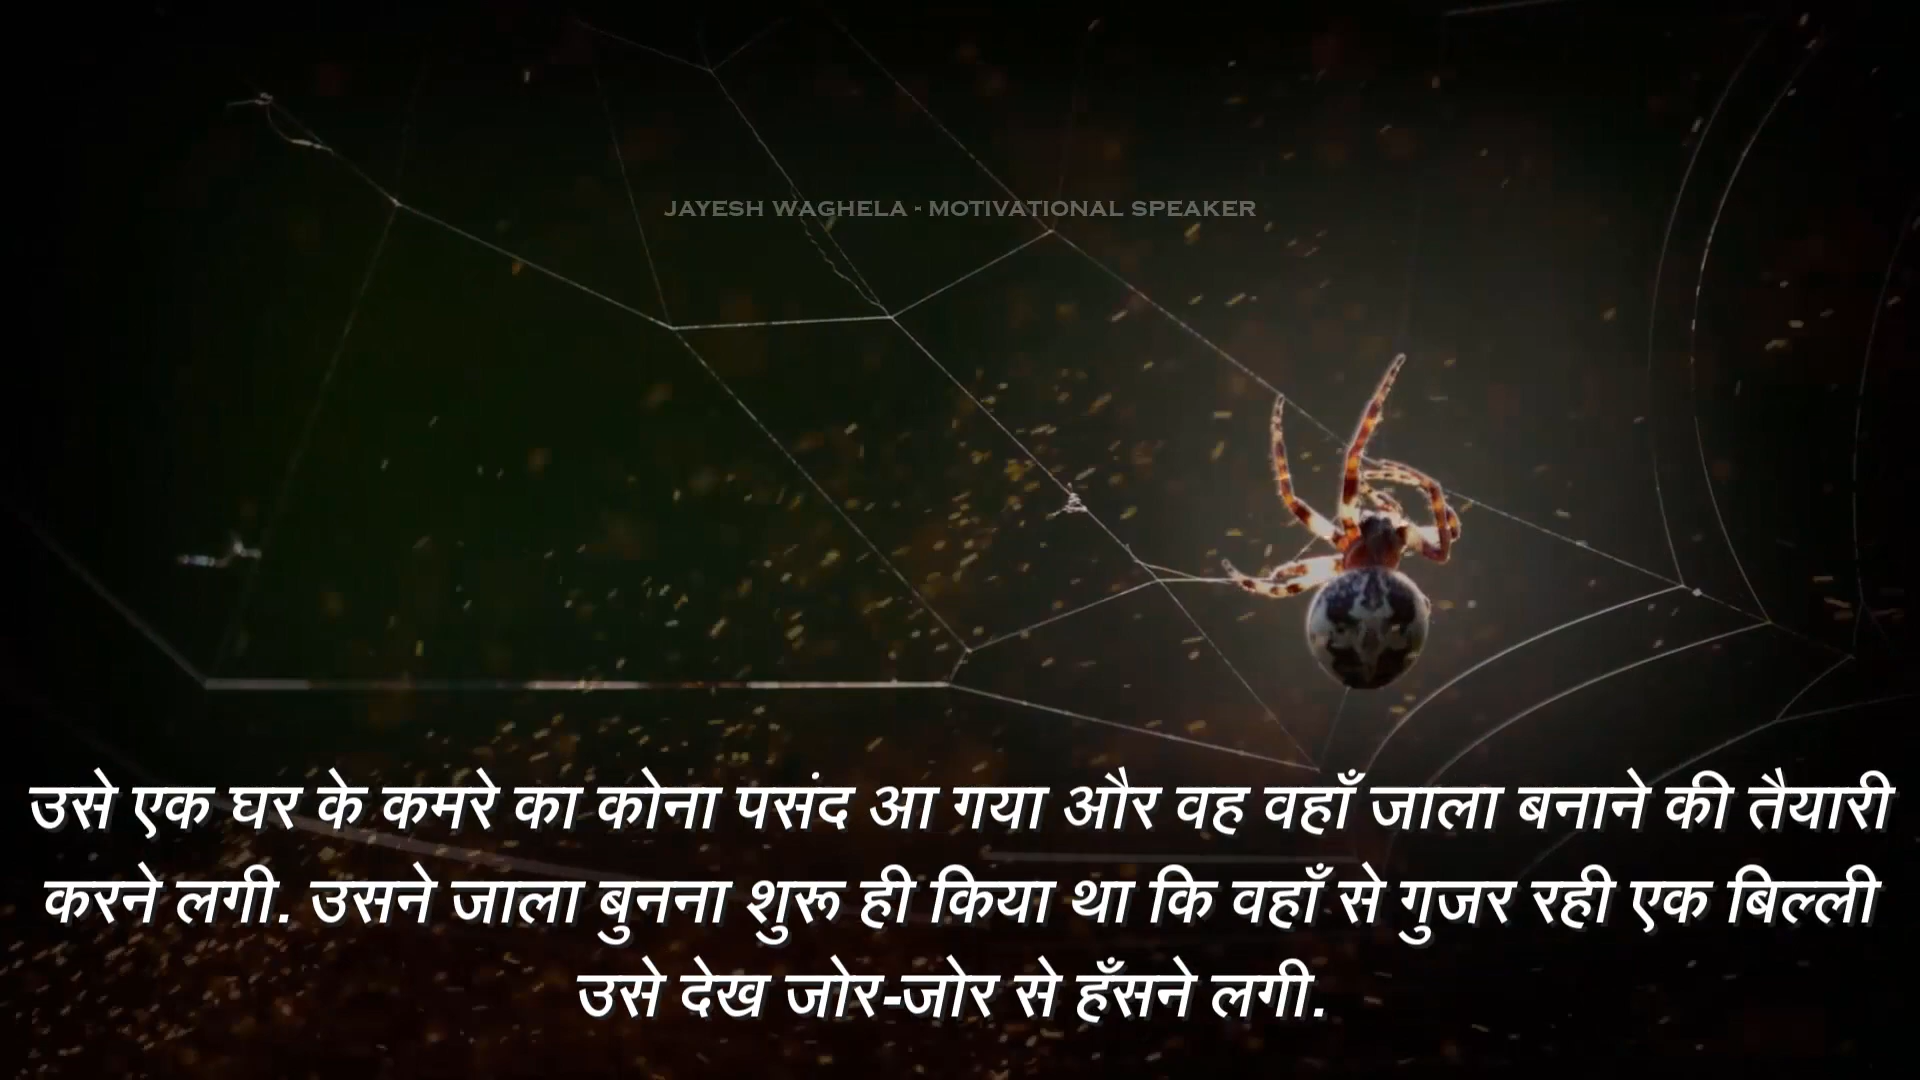 JAYESH WAGHELA - MOTIVATIONAL SPEAKER
उसे एक घर के कमरे का कोना पसंद आ गया और वह वहाँ जाला बनाने की तैयारी
करने लगी. उसने जाला बुनना शुरू ही किया था कि वहाँ से गुजर रही एक बिल्ली
उसे देख जोर-जोर से हँसने लगी.